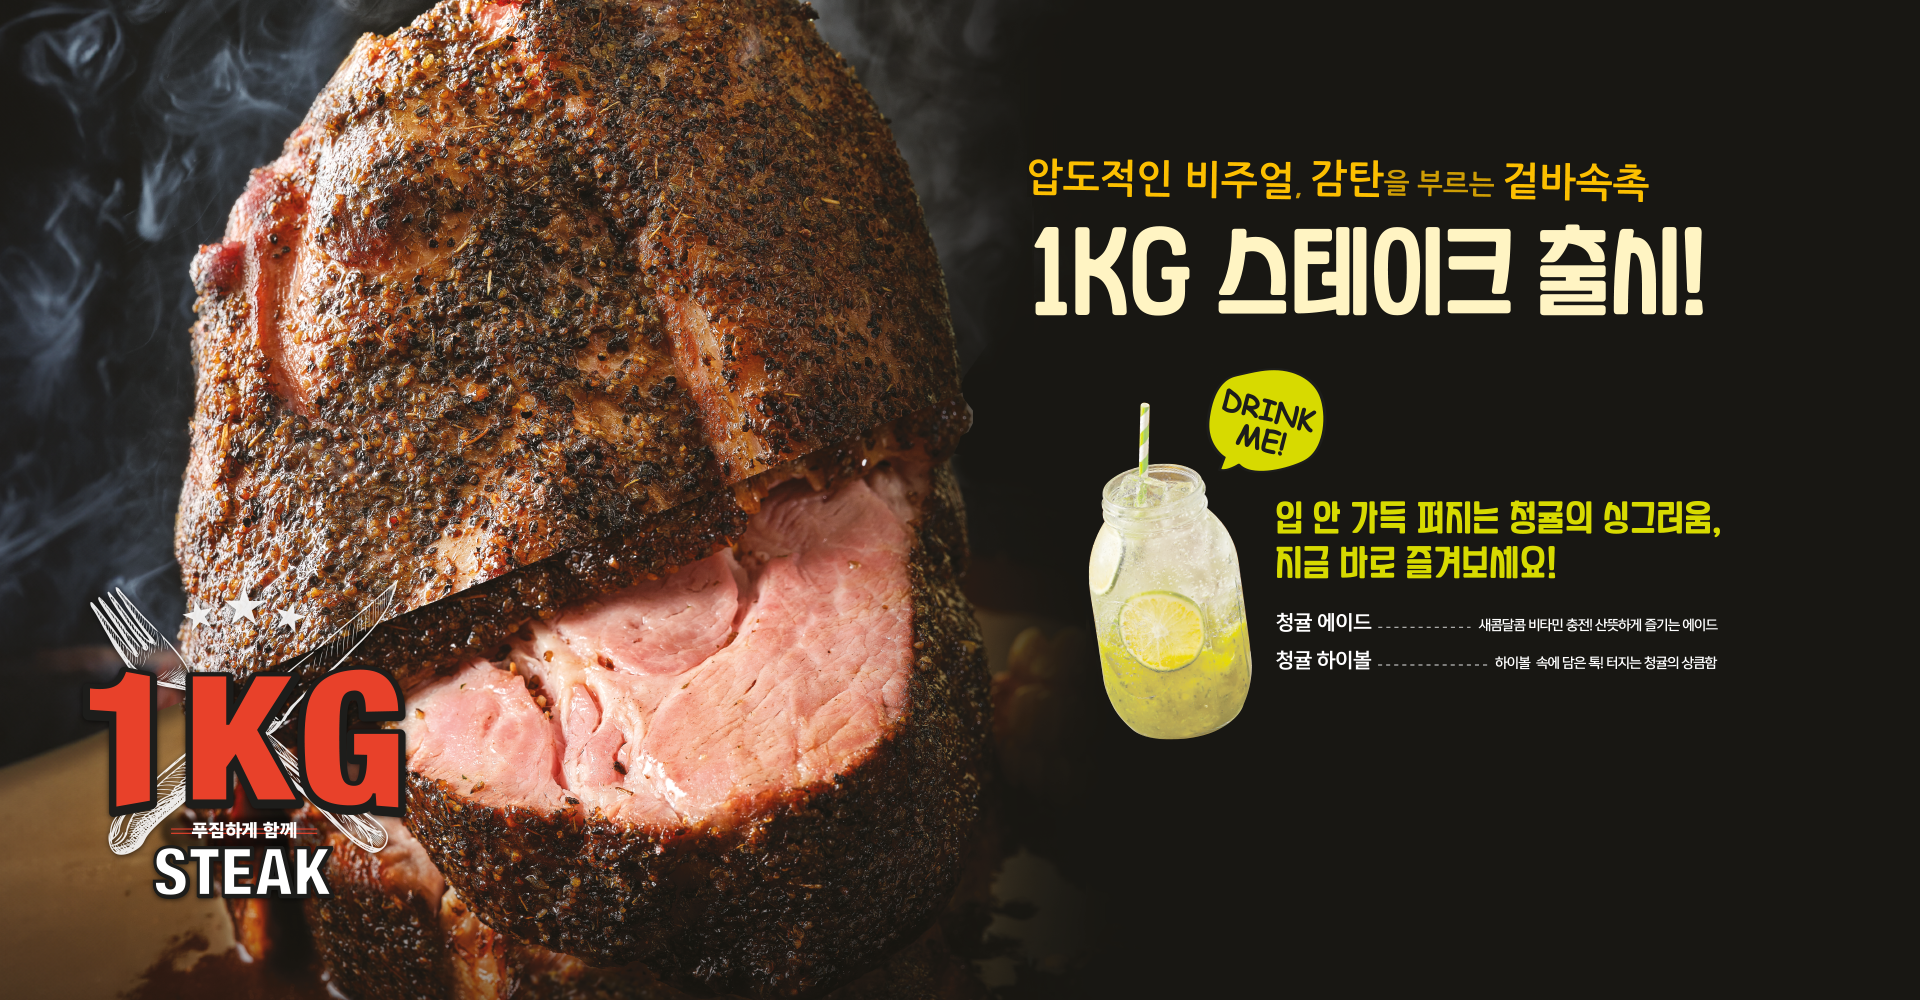 압도적인 비주얼, 감탄을 부르는 겉바속촉
1KG 스테이크 출시!
DRINK
ME!
입 안 가득 퍼지는 청귤의 싱그러움,
지금 바로 즐겨보세요!
청귤 에이드 ------------ 새콤달콤 비타민 충전! 산뜻하게 즐기는 에이드
청귤 하이볼 -------------- 하이볼 속에 담은 톡! 터지는 청귤의 상큼함
1KG
푸짐하게 함께
STEAK